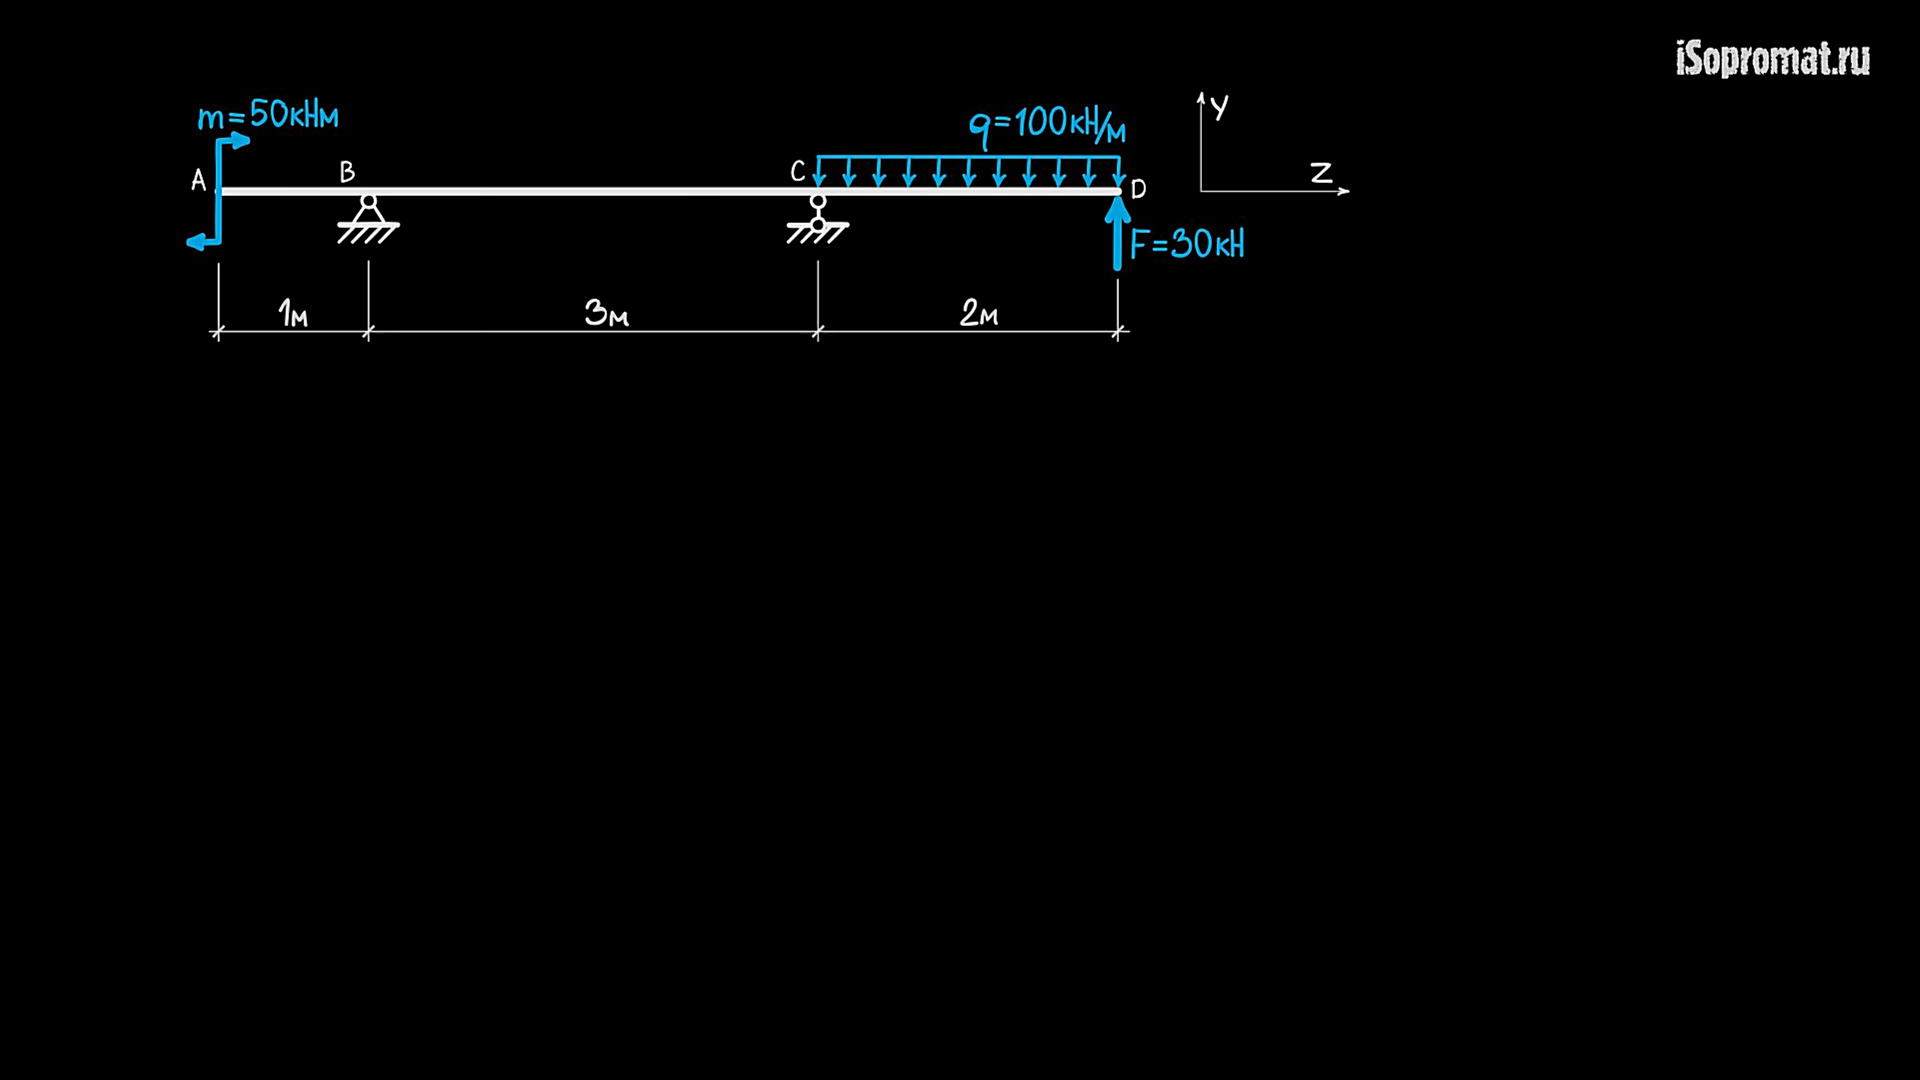 iSopromat.ru
m=50кНм
q=100кН/м
y
A
B
C
D
z
F=30кН
1м
3м
2м